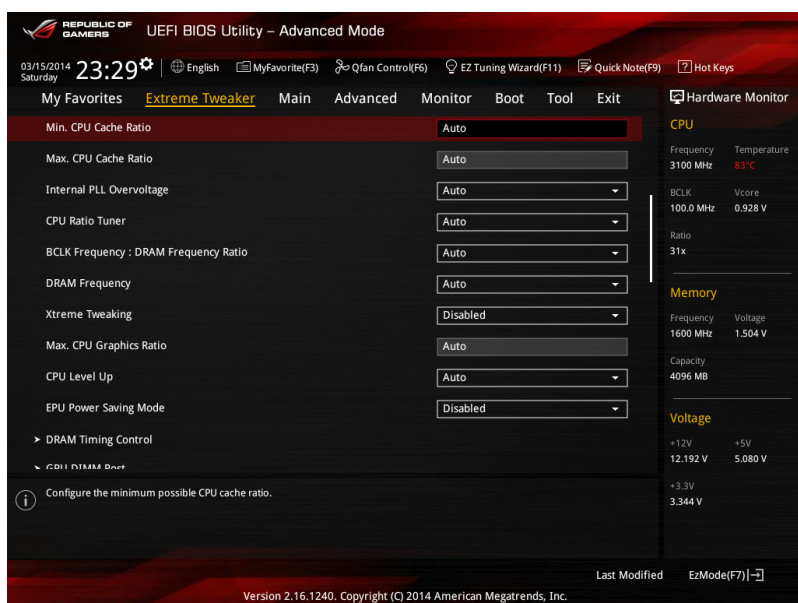 REPUBLIC OF GAMERS
UEFI BIOS Utility – Advanced Mode
03/15/2014 Saturday 23:29
English
MyFavorite(F3)
Qfan Control(F6)
EZ Tuning Wizard(F11)
Quick Note(F9)
? Hot Keys
My Favorites Extreme Tweaker Main Advanced Monitor Boot Tool Exit
Min. CPU Cache Ratio Auto
Max. CPU Cache Ratio Auto
Internal PLL Overvoltage Auto
CPU Ratio Tuner Auto
BCLK Frequency : DRAM Frequency Ratio Auto
DRAM Frequency Auto
Xtreme Tweaking Disabled
Max. CPU Graphics Ratio Auto
CPU Level Up Auto
EPU Power Saving Mode Disabled
> DRAM Timing Control
> GPU DIMM Post
i Configure the minimum possible CPU cache ratio.
Hardware Monitor
CPU
Frequency Temperature
3100 MHz 83°C
BCLK Vcore
100.0 MHz 0.928 V
Ratio
31x
Memory
Frequency Voltage
1600 MHz 1.504 V
Capacity
4096 MB
Voltage
+12V +5V
12.192 V 5.080 V
+3.3V
3.344 V
Last Modified
EzMode(F7)
Version 2.16.1240. Copyright (C) 2014 American Megatrends, Inc.